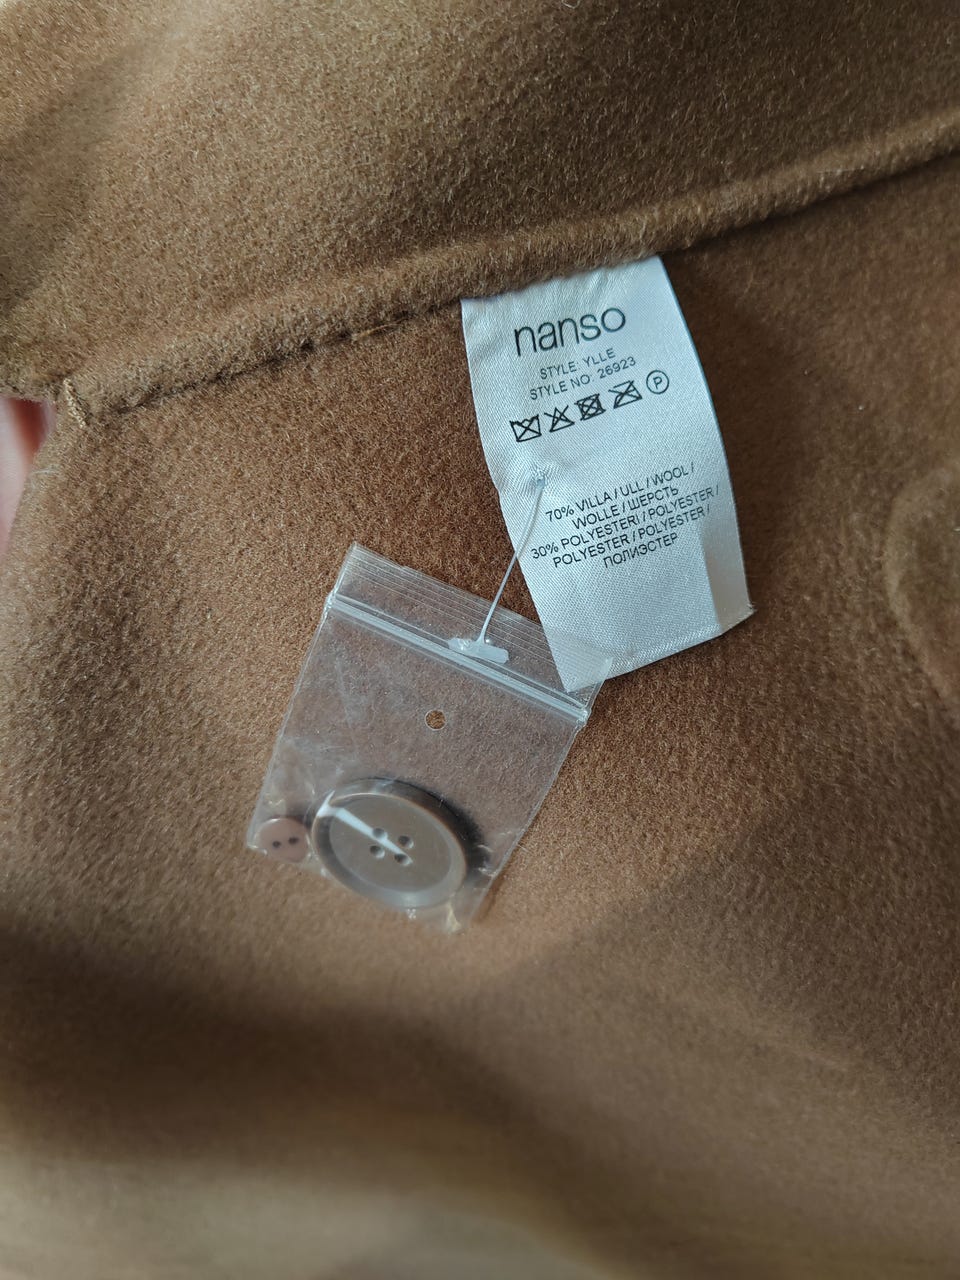 nanso
STYLE: YLLE
STYLE NO: 26923
P
70% VILLA / ULL / WOOL /
WOLLE / ШЕРСТЬ
30% POLYESTERI / POLYESTER /
POLYESTER / POLYESTER /
ПОЛИЭСТЕР